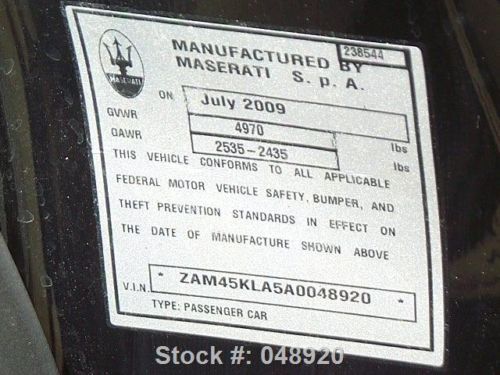 238544
MASERATI
MANUFACTURED BY
MASERATI S. p. A.
ON July 2009
GVWR 4970 lbs
GAWR 2535-2435 lbs
THIS VEHICLE CONFORMS TO ALL APPLICABLE
FEDERAL MOTOR VEHICLE SAFETY, BUMPER, AND
THEFT PREVENTION STANDARDS IN EFFECT ON
THE DATE OF MANUFACTURE SHOWN ABOVE
V.I.N. * ZAM45KLA5A0048920 *
TYPE: PASSENGER CAR
Stock #: 048920